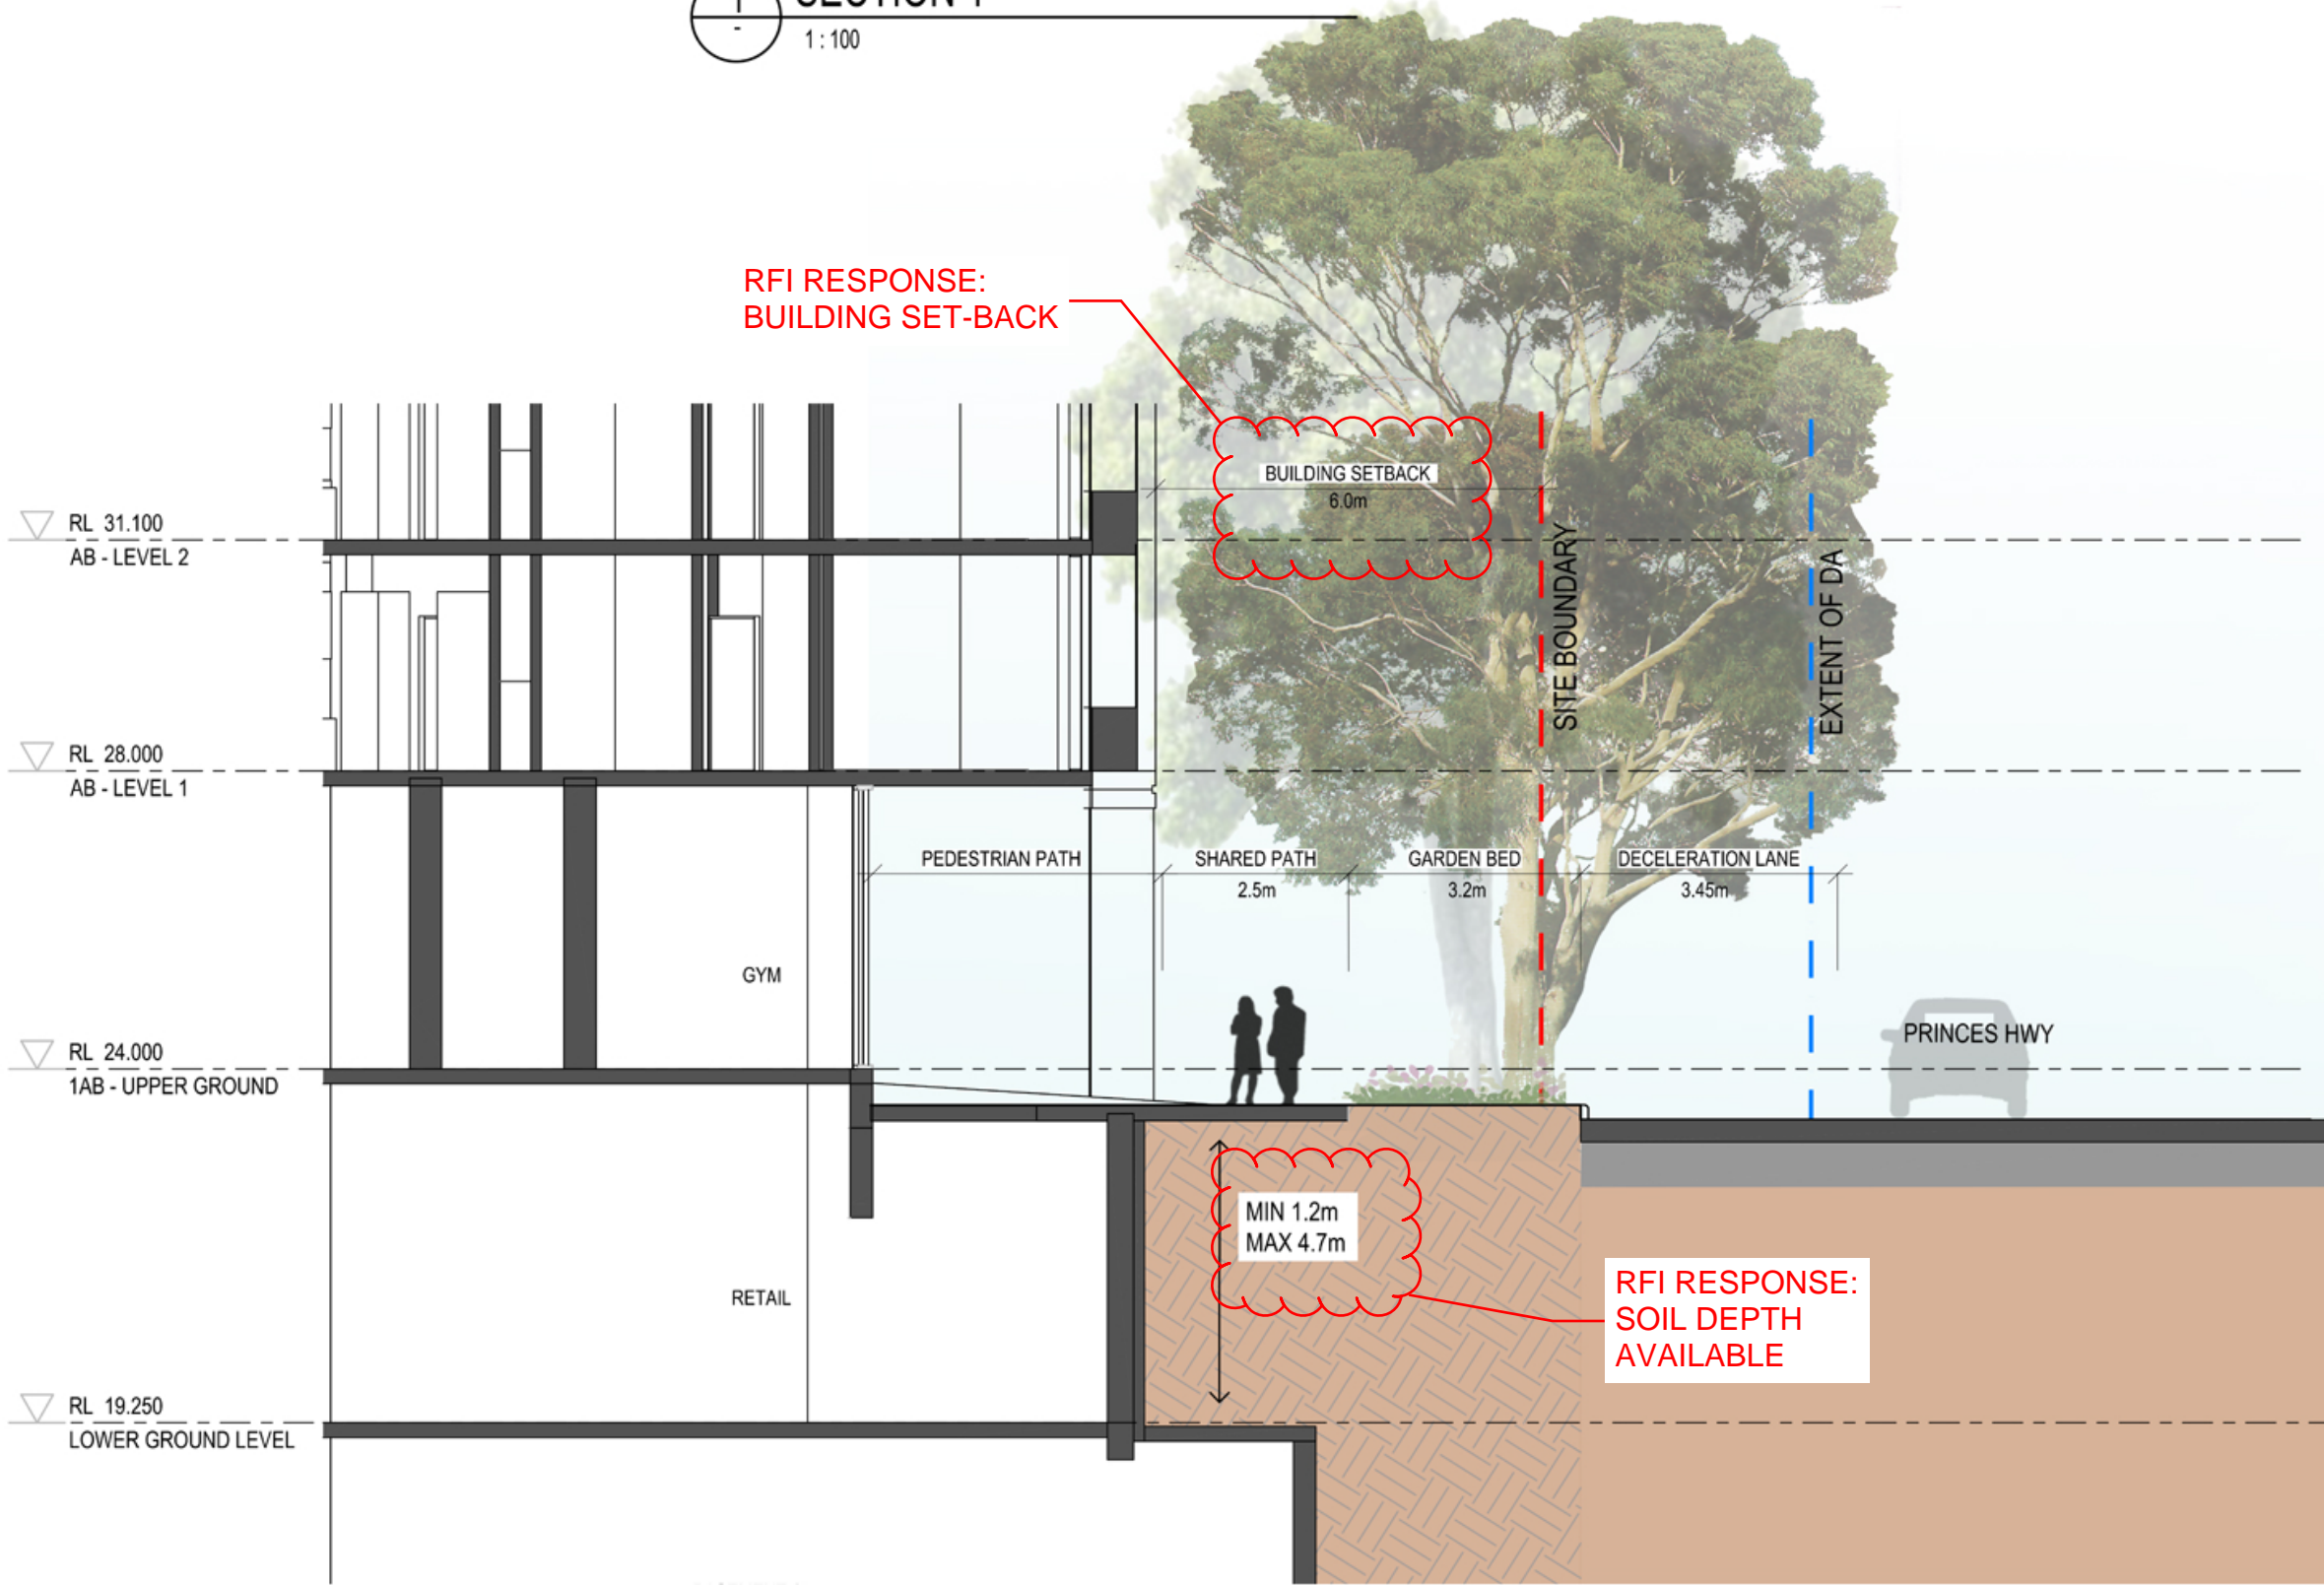 SECTION 1
1
-
1 : 100
RFI RESPONSE:
BUILDING SET-BACK
BUILDING SETBACK
6.0m
RL 31.100
AB - LEVEL 2
SITE BOUNDARY
EXTENT OF DA
RL 28.000
AB - LEVEL 1
PEDESTRIAN PATH
SHARED PATH
GARDEN BED
DECELERATION LANE
2.5m
3.2m
3.45m
GYM
PRINCES HWY
RL 24.000
1AB - UPPER GROUND
MIN 1.2m
MAX 4.7m
RFI RESPONSE:
SOIL DEPTH
AVAILABLE
RETAIL
RL 19.250
LOWER GROUND LEVEL